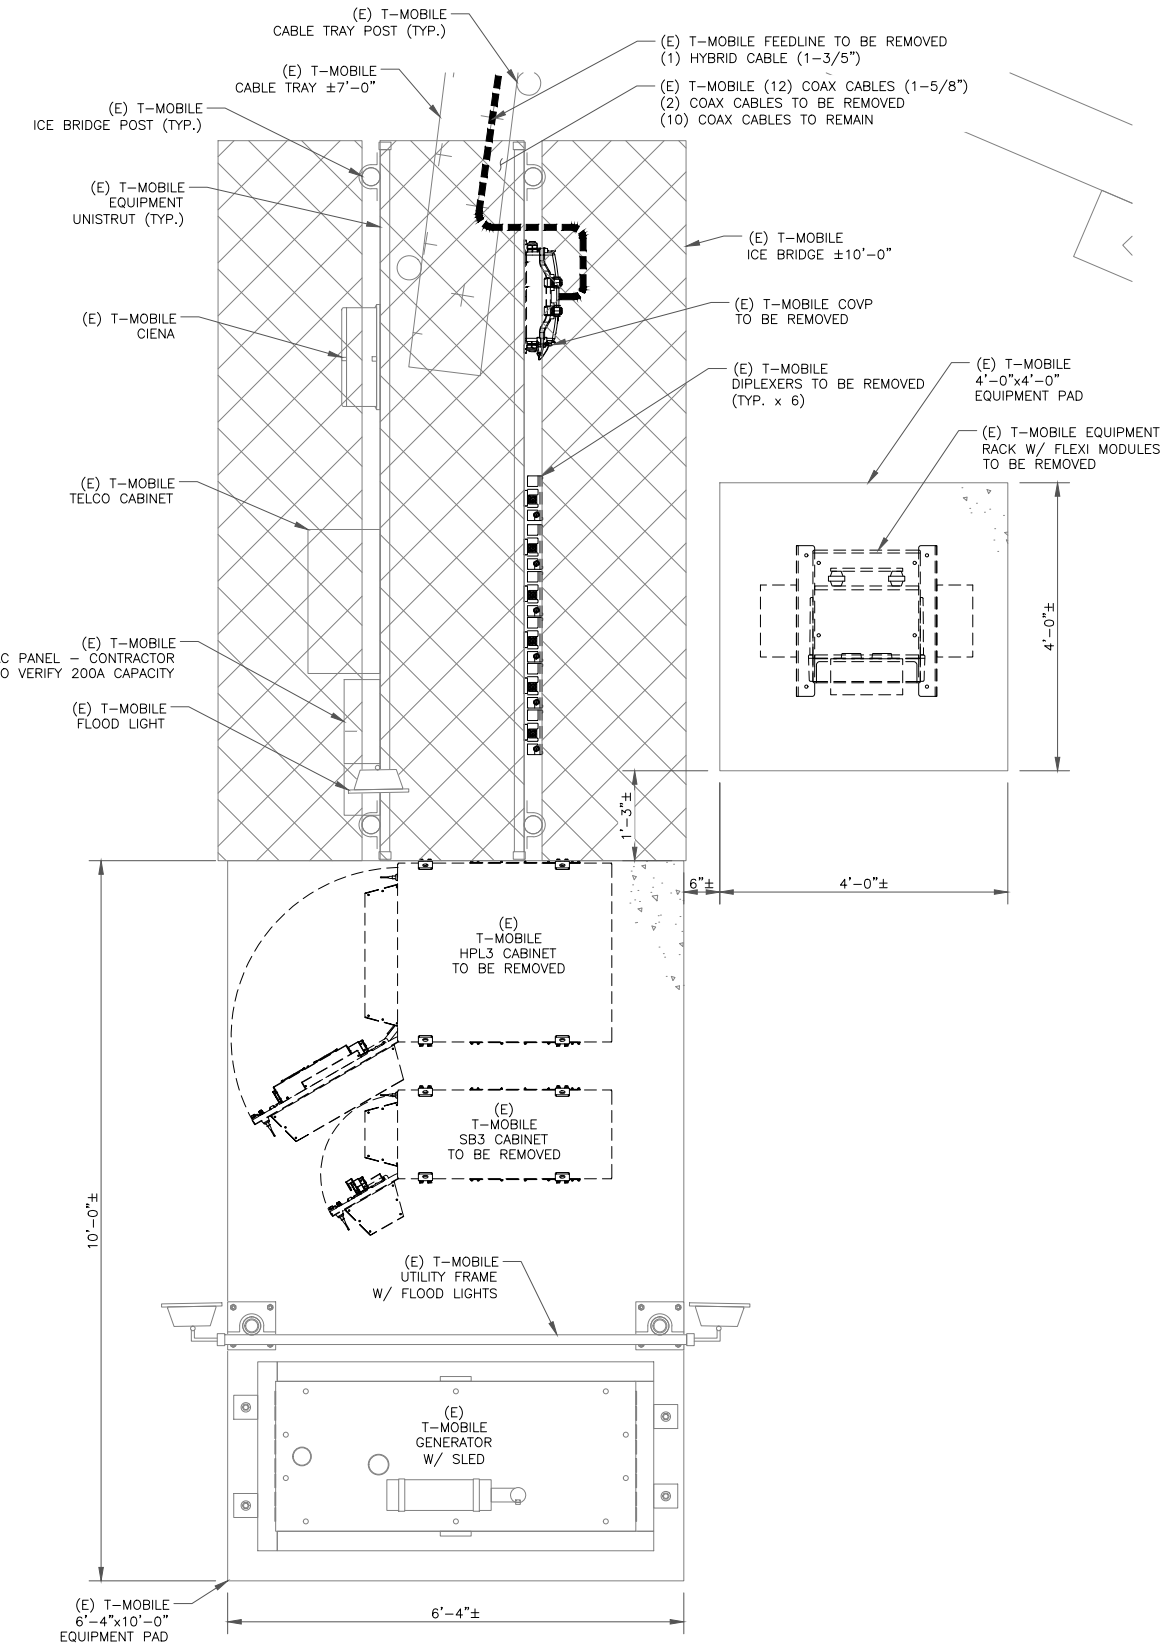 (E) T-MOBILE
CABLE TRAY POST (TYP.)
(E) T-MOBILE FEEDLINE TO BE REMOVED
(1) HYBRID CABLE (1-3/5")
(E) T-MOBILE
CABLE TRAY ±7'-0"
(E) T-MOBILE (12) COAX CABLES (1-5/8")
(2) COAX CABLES TO BE REMOVED
(10) COAX CABLES TO REMAIN
(E) T-MOBILE
ICE BRIDGE POST (TYP.)
(E) T-MOBILE
EQUIPMENT
UNISTRUT (TYP.)
(E) T-MOBILE
ICE BRIDGE ±10'-0"
(E) T-MOBILE COVP
TO BE REMOVED
(E) T-MOBILE
CIENA
(E) T-MOBILE
DIPLEXERS TO BE REMOVED
(TYP. x 6)
(E) T-MOBILE
4'-0"x4'-0"
EQUIPMENT PAD
(E) T-MOBILE EQUIPMENT
RACK W/ FLEXI MODULES
TO BE REMOVED
(E) T-MOBILE
TELCO CABINET
4'-0"±
(E) T-MOBILE
C PANEL - CONTRACTOR
O VERIFY 200A CAPACITY
(E) T-MOBILE
FLOOD LIGHT
1'-3"±
6"±
4'-0"±
(E)
T-MOBILE
HPL3 CABINET
TO BE REMOVED
(E)
T-MOBILE
SB3 CABINET
TO BE REMOVED
10'-0"±
(E) T-MOBILE
UTILITY FRAME
W/ FLOOD LIGHTS
(E)
T-MOBILE
GENERATOR
W/ SLED
(E) T-MOBILE
6'-4"x10'-0"
EQUIPMENT PAD
6'-4"±